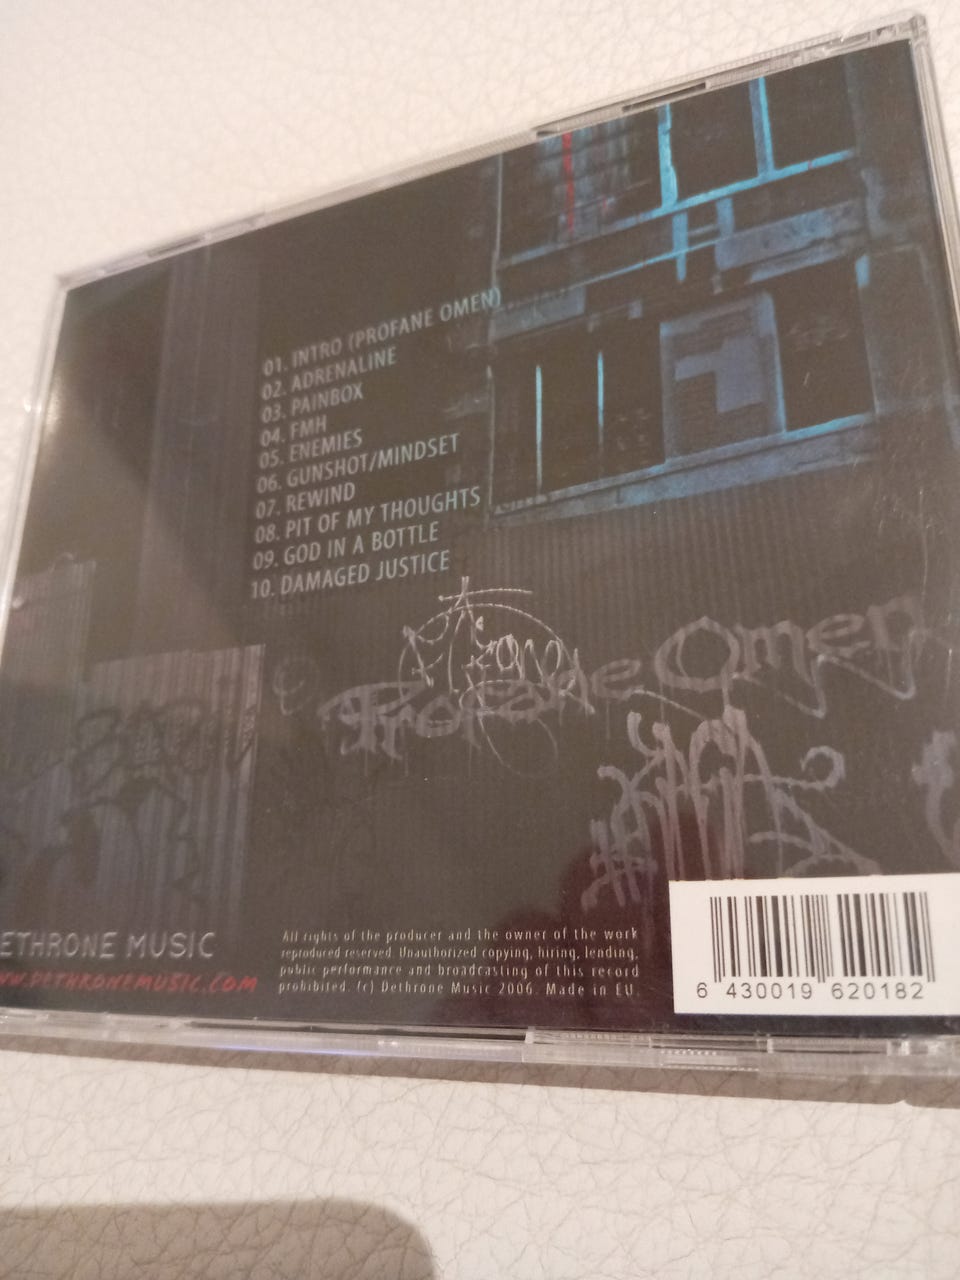 01. INTRO (PROFANE OMEN)
02. ADRENALINE
03. PAINBOX
04. FMH
05. ENEMIES
06. GUNSHOT/MINDSET
07. REWIND
08. PIT OF MY THOUGHTS
09. GOD IN A BOTTLE
10. DAMAGED JUSTICE
Profane Omen
ETHRONE MUSIC
WW.DETHRONEMUSIC.COM
All rights of the producer and the owner of the work
reproduced reserved. Unauthorized copying, hiring, lending,
public performance and broadcasting of this record
prohibited. (c) Dethrone Music 2006. Made in EU.
6 430019 620182